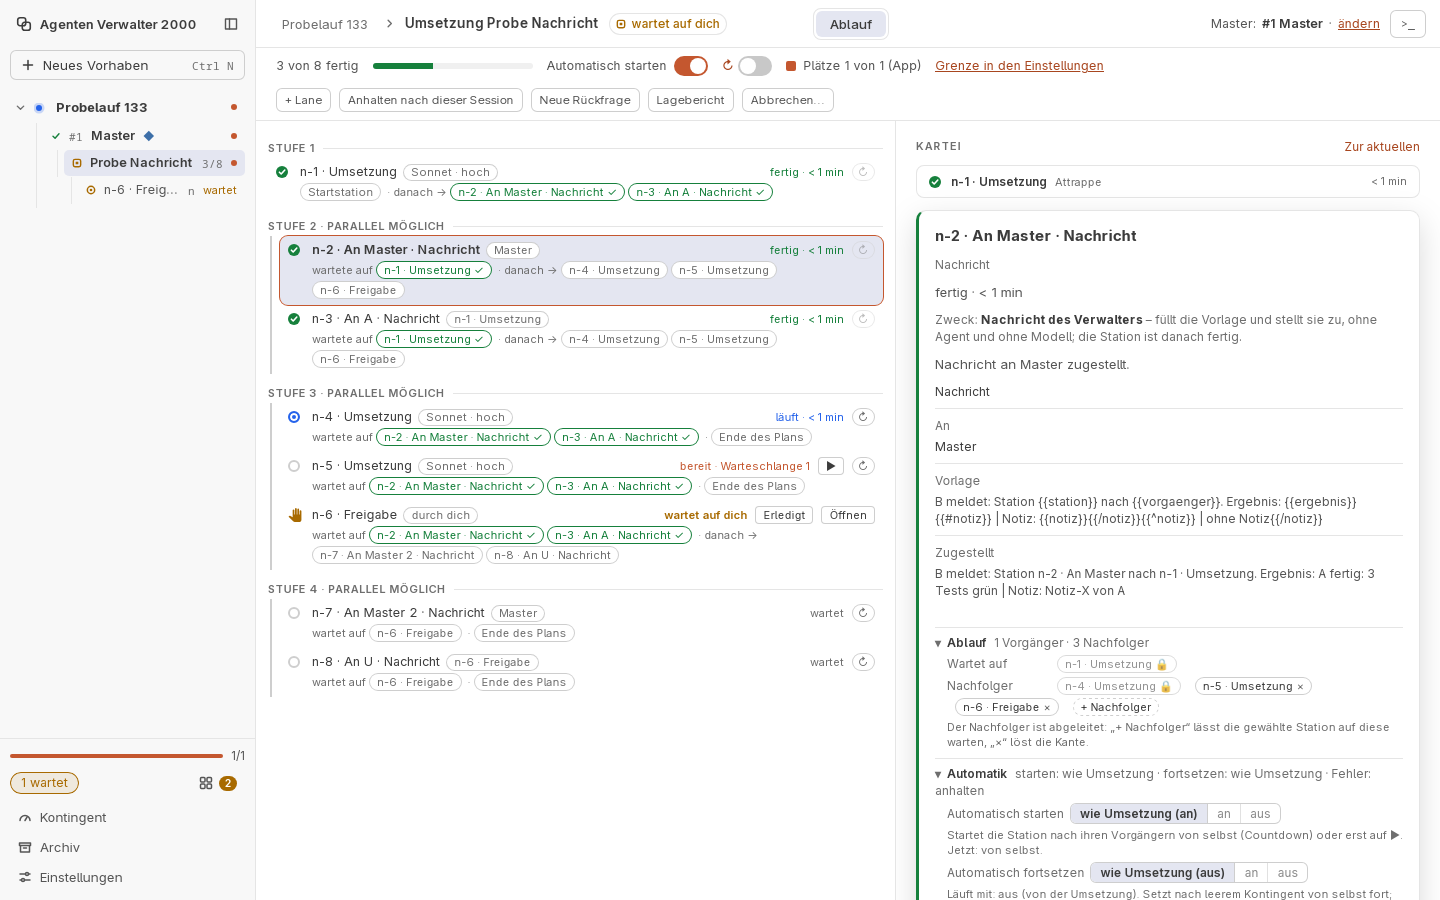 Agenten Verwalter 2000
Neues Vorhaben Ctrl N
Probelauf 133
#1 Master
Probe Nachricht 3/8
n-6 · Freig... n wartet
1/1
1 wartet 2
Kontingent
Archiv
Einstellungen
Probelauf 133 > Umsetzung Probe Nachricht wartet auf dich Ablauf Master: #1 Master · ändern >_
3 von 8 fertig Automatisch starten Plätze 1 von 1 (App) Grenze in den Einstellungen
+ Lane Anhalten nach dieser Session Neue Rückfrage Lagebericht Abbrechen...
STUFE 1
n-1 · Umsetzung Sonnet · hoch fertig · < 1 min
Startstation · danach → n-2 · An Master · Nachricht ✓ n-3 · An A · Nachricht ✓
STUFE 2 · PARALLEL MÖGLICH
n-2 · An Master · Nachricht Master fertig · < 1 min
wartete auf n-1 · Umsetzung ✓ · danach → n-4 · Umsetzung n-5 · Umsetzung
n-6 · Freigabe
n-3 · An A · Nachricht n-1 · Umsetzung fertig · < 1 min
wartete auf n-1 · Umsetzung ✓ · danach → n-4 · Umsetzung n-5 · Umsetzung
n-6 · Freigabe
STUFE 3 · PARALLEL MÖGLICH
n-4 · Umsetzung Sonnet · hoch läuft · < 1 min
wartete auf n-2 · An Master · Nachricht ✓ n-3 · An A · Nachricht ✓ · Ende des Plans
n-5 · Umsetzung Sonnet · hoch bereit · Warteschlange 1
wartet auf n-2 · An Master · Nachricht ✓ n-3 · An A · Nachricht ✓ · Ende des Plans
n-6 · Freigabe durch dich wartet auf dich Erledigt Öffnen
wartet auf n-2 · An Master · Nachricht ✓ n-3 · An A · Nachricht ✓ · danach →
n-7 · An Master 2 · Nachricht n-8 · An U · Nachricht
STUFE 4 · PARALLEL MÖGLICH
n-7 · An Master 2 · Nachricht Master wartet
wartet auf n-6 · Freigabe · Ende des Plans
n-8 · An U · Nachricht n-6 · Freigabe wartet
wartet auf n-6 · Freigabe · Ende des Plans
KARTEI Zur aktuellen
n-1 · Umsetzung Attrappe < 1 min
n-2 · An Master · Nachricht
Nachricht
fertig · < 1 min
Zweck: Nachricht des Verwalters – füllt die Vorlage und stellt sie zu, ohne
Agent und ohne Modell; die Station ist danach fertig.
Nachricht an Master zugestellt.
Nachricht
An
Master
Vorlage
B meldet: Station {{station}} nach {{vorgaenger}}. Ergebnis: {{ergebnis}}
{{#notiz}} | Notiz: {{notiz}}{{/notiz}}{{^notiz}} | ohne Notiz{{/notiz}}
Zugestellt
B meldet: Station n-2 · An Master nach n-1 · Umsetzung. Ergebnis: A fertig: 3
Tests grün | Notiz: Notiz-X von A
▼ Ablauf 1 Vorgänger · 3 Nachfolger
Wartet auf n-1 · Umsetzung 🔒
Nachfolger n-4 · Umsetzung 🔒 n-5 · Umsetzung ×
n-6 · Freigabe × + Nachfolger
Der Nachfolger ist abgeleitet: „+ Nachfolger“ lässt die gewählte Station auf diese
warten, „×“ löst die Kante.
▼ Automatik starten: wie Umsetzung · fortsetzen: wie Umsetzung · Fehler:
anhalten
Automatisch starten wie Umsetzung (an) an aus
Startet die Station nach ihren Vorgängern von selbst (Countdown) oder erst auf ▶.
Jetzt: von selbst.
Automatisch fortsetzen wie Umsetzung (aus) an aus
Läuft mit: aus (von der Umsetzung). Setzt nach leerem Kontingent von selbst fort;